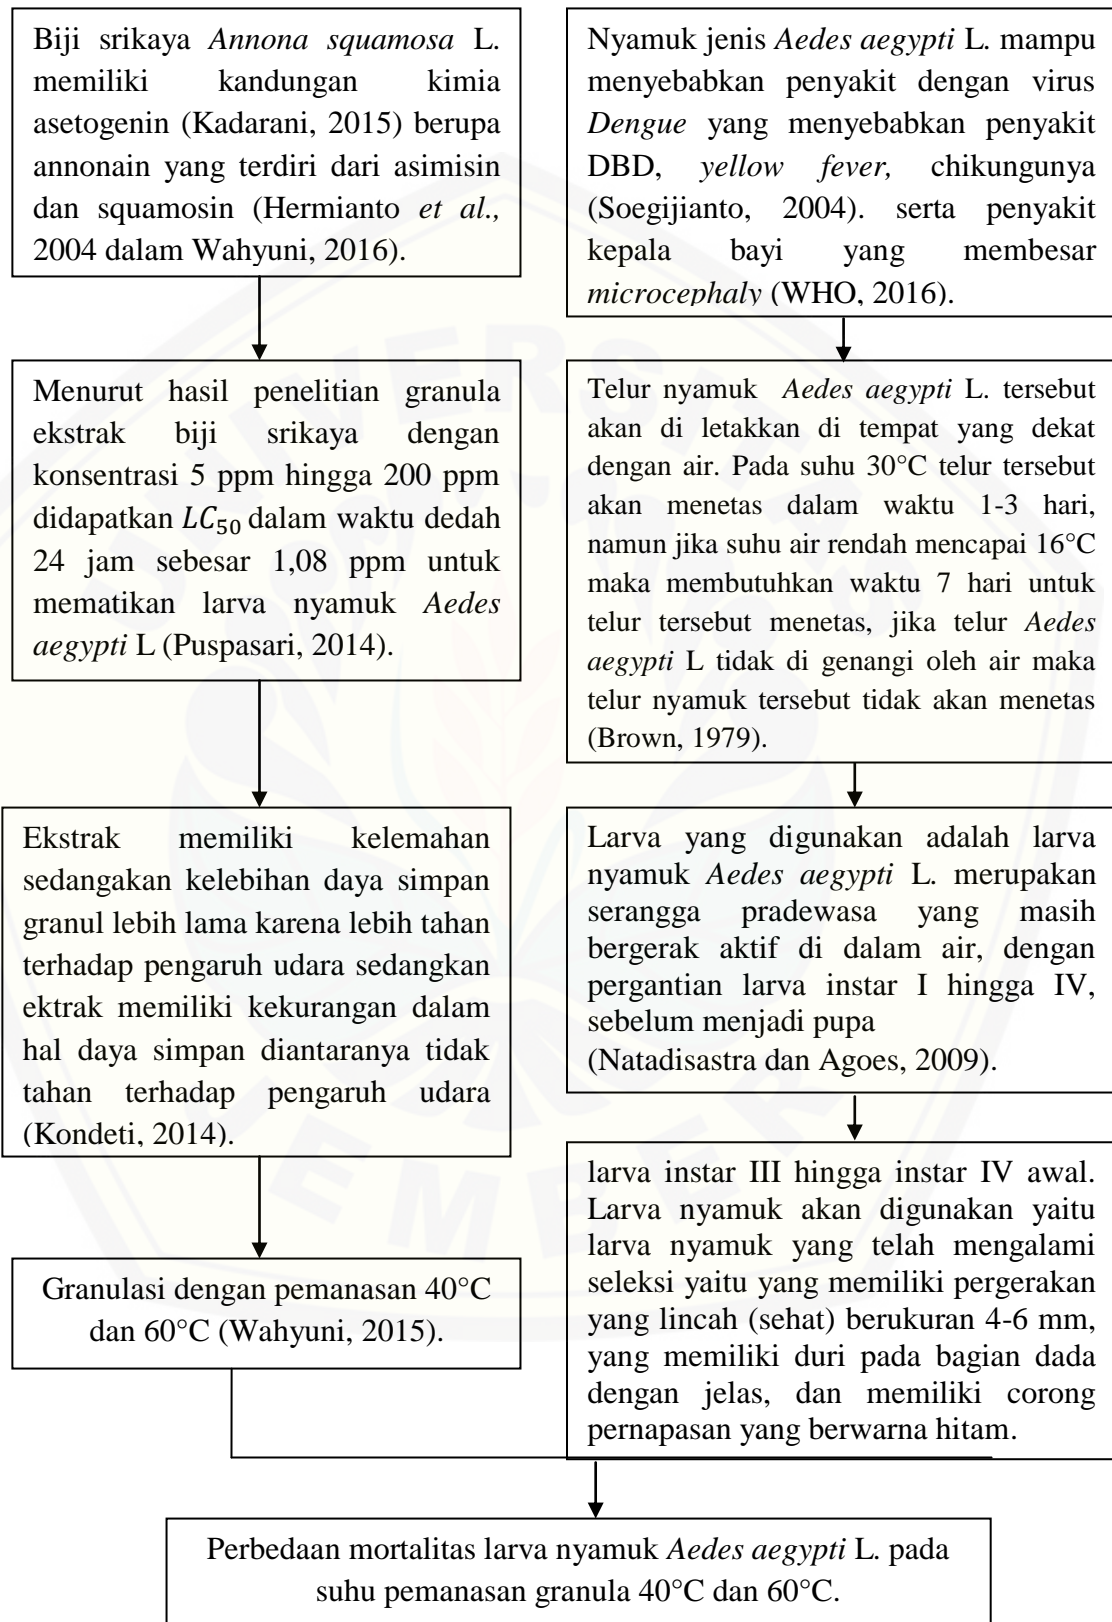 Biji srikaya Annona squamosa L.
memiliki kandungan kimia
asetogenin (Kadarani, 2015) berupa
annonain yang terdiri dari asimisin
dan squamosin (Hermianto et al.,
2004 dalam Wahyuni, 2016).
Menurut hasil penelitian granula
ekstrak biji srikaya dengan
konsentrasi 5 ppm hingga 200 ppm
didapatkan LC50 dalam waktu dedah
24 jam sebesar 1,08 ppm untuk
mematikan larva nyamuk Aedes
aegypti L (Puspasari, 2014).
Ekstrak memiliki kelemahan
sedangakan kelebihan daya simpan
granul lebih lama karena lebih tahan
terhadap pengaruh udara sedangkan
ektrak memiliki kekurangan dalam
hal daya simpan diantaranya tidak
tahan terhadap pengaruh udara
(Kondeti, 2014).
Granulasi dengan pemanasan 40°C
dan 60°C (Wahyuni, 2015).
Nyamuk jenis Aedes aegypti L. mampu
menyebabkan penyakit dengan virus
Dengue yang menyebabkan penyakit
DBD, yellow fever, chikungunya
(Soegijianto, 2004). serta penyakit
kepala bayi yang membesar
microcephaly (WHO, 2016).
Telur nyamuk Aedes aegypti L. tersebut
akan di letakkan di tempat yang dekat
dengan air. Pada suhu 30°C telur tersebut
akan menetas dalam waktu 1-3 hari,
namun jika suhu air rendah mencapai 16°C
maka membutuhkan waktu 7 hari untuk
telur tersebut menetas, jika telur Aedes
aegypti L tidak di genangi oleh air maka
telur nyamuk tersebut tidak akan menetas
(Brown, 1979).
Larva yang digunakan adalah larva
nyamuk Aedes aegypti L. merupakan
serangga pradewasa yang masih
bergerak aktif di dalam air, dengan
pergantian larva instar I hingga IV,
sebelum menjadi pupa
(Natadisastra dan Agoes, 2009).
larva instar III hingga instar IV awal.
Larva nyamuk akan digunakan yaitu
larva nyamuk yang telah mengalami
seleksi yaitu yang memiliki pergerakan
yang lincah (sehat) berukuran 4-6 mm,
yang memiliki duri pada bagian dada
dengan jelas, dan memiliki corong
pernapasan yang berwarna hitam.
Perbedaan mortalitas larva nyamuk Aedes aegypti L. pada
suhu pemanasan granula 40°C dan 60°C.
UNIVERSITAS
JEMBER